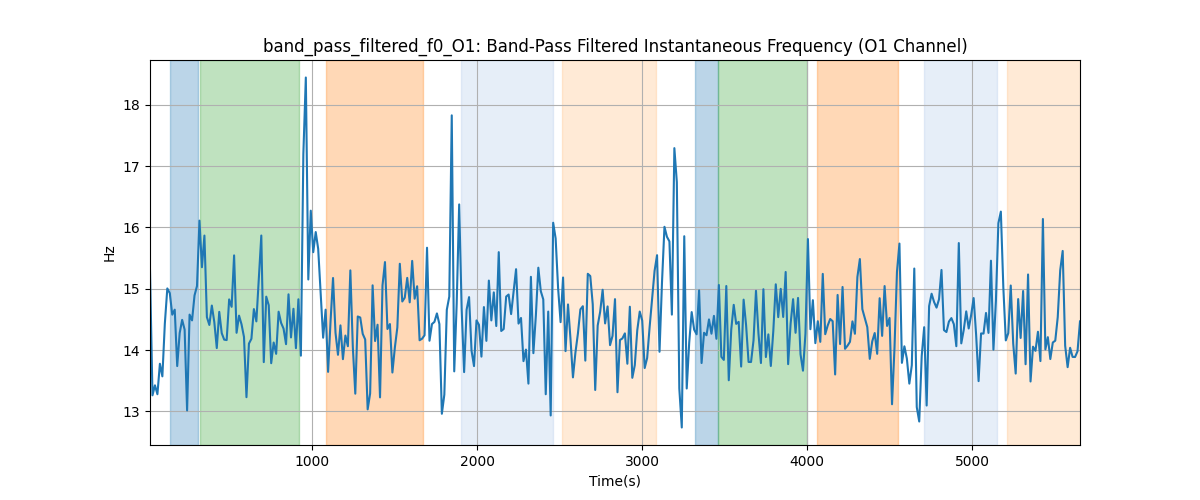 band_pass_filtered_f0_O1: Band-Pass Filtered Instantaneous Frequency (O1 Channel)
18
17
16
15
14
13
Hz
1000 2000 3000 4000 5000
Time(s)